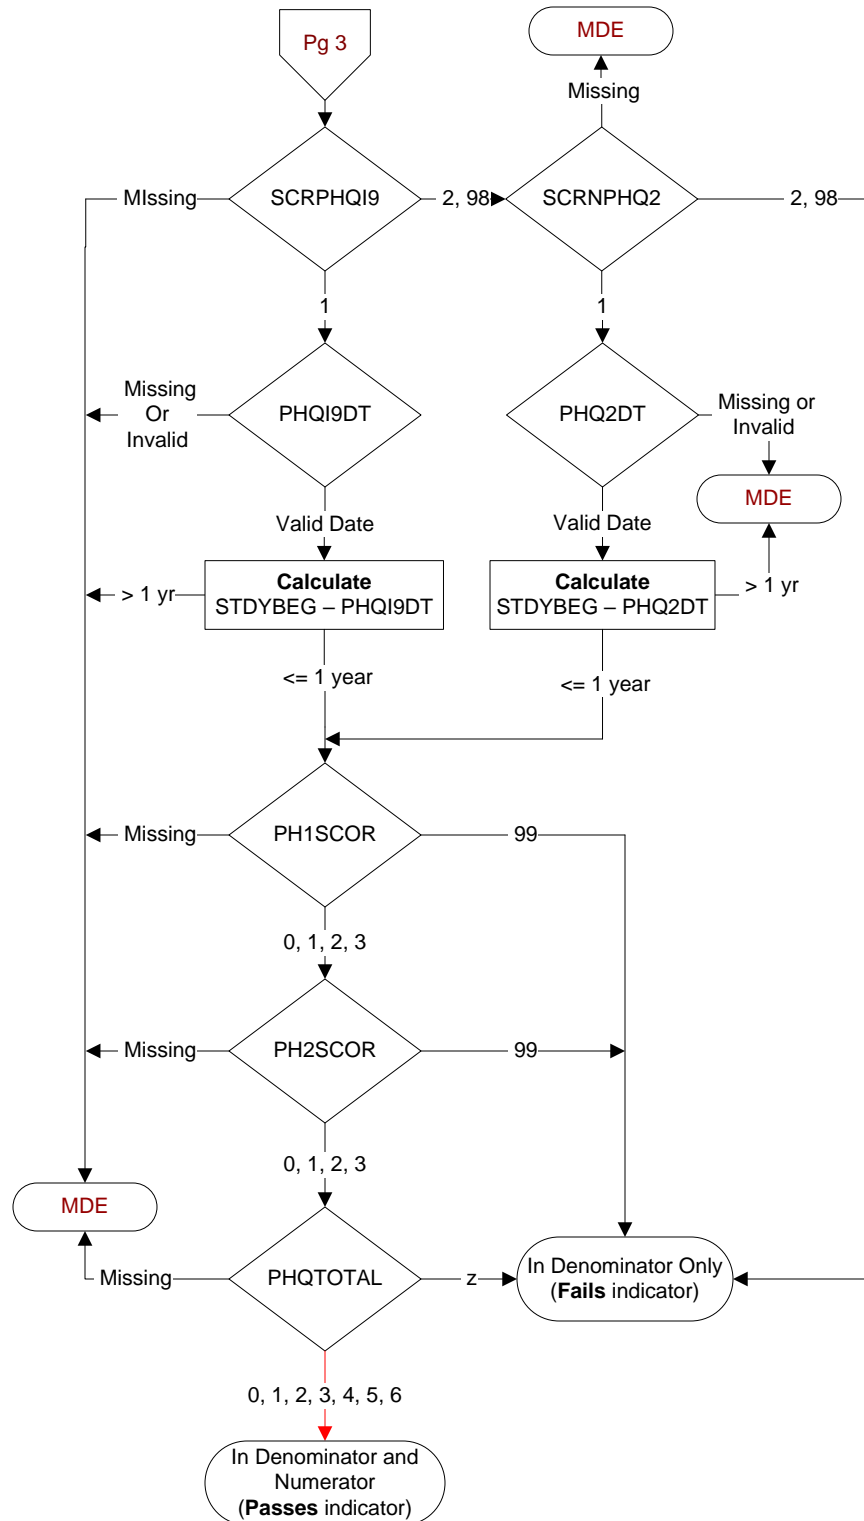 Pg 3
MDE
Missing
MIssing
SCRPHQI9
2, 98
SCRNPHQ2
2, 98
1
1
Missing
Or
Invalid
PHQI9DT
PHQ2DT
Missing or
Invalid
MDE
Valid Date
Valid Date
> 1 yr
Calculate
STDYBEG – PHQI9DT
Calculate
STDYBEG – PHQ2DT
> 1 yr
<= 1 year
<= 1 year
Missing
PH1SCOR
99
0, 1, 2, 3
Missing
PH2SCOR
99
0, 1, 2, 3
MDE
Missing
PHQTOTAL
z
In Denominator Only
(Fails indicator)
0, 1, 2, 3, 4, 5, 6
In Denominator and
Numerator
(Passes indicator)